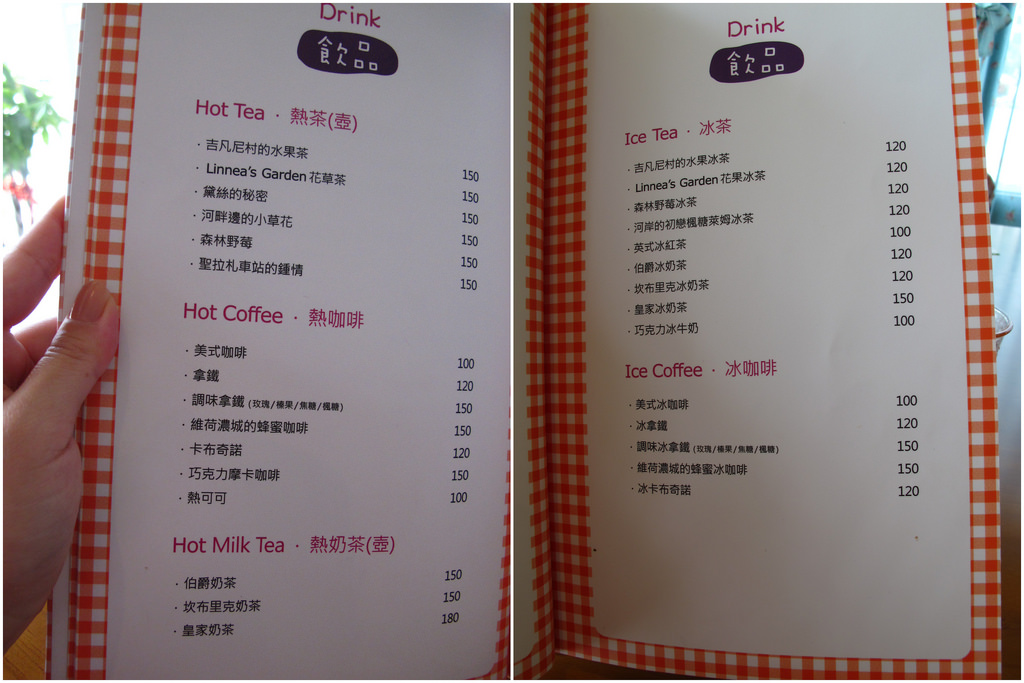 Drink
飲品
Hot Tea · 熱茶(壺)
· 吉凡尼村的水果茶 150
· Linnea's Garden 花草茶 150
· 黛絲的秘密 150
· 河畔邊的小草花 150
· 森林野莓 150
· 聖拉札車站的鍾情 150
Hot Coffee · 熱咖啡
· 美式咖啡 100
· 拿鐵 120
· 調味拿鐵 (玫瑰/榛果/焦糖/楓糖) 150
· 維荷濃城的蜂蜜咖啡 150
· 卡布奇諾 120
· 巧克力摩卡咖啡 150
· 熱可可 100
Hot Milk Tea · 熱奶茶(壺)
· 伯爵奶茶 150
· 坎布里克奶茶 150
· 皇家奶茶 180
Drink
飲品
Ice Tea · 冰茶
· 吉凡尼村的水果冰茶 120
· Linnea's Garden 花果冰茶 120
· 森林野莓冰茶 120
· 河岸的初戀楓糖萊姆冰茶 120
· 英式冰紅茶 100
· 伯爵冰奶茶 120
· 坎布里克冰奶茶 120
· 皇家冰奶茶 150
· 巧克力冰牛奶 100
Ice Coffee · 冰咖啡
· 美式冰咖啡 100
· 冰拿鐵 120
· 調味冰拿鐵 (玫瑰/榛果/焦糖/楓糖) 150
· 維荷濃城的蜂蜜冰咖啡 150
· 冰卡布奇諾 120